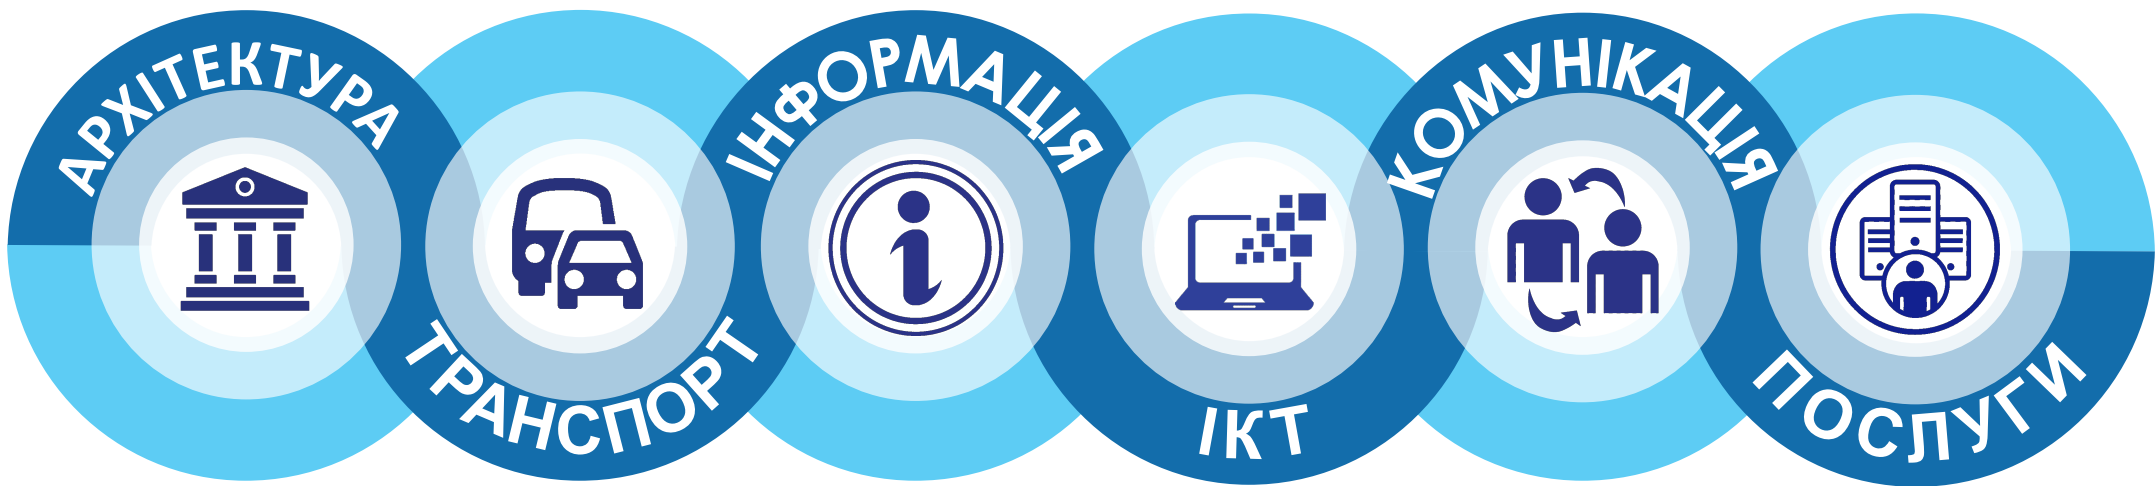 АРХІТЕКТУРА
ТРАНСПОРТ
ІНФОРМАЦІЯ
ІКТ
КОМУНІКАЦІЯ
ПОСЛУГИ